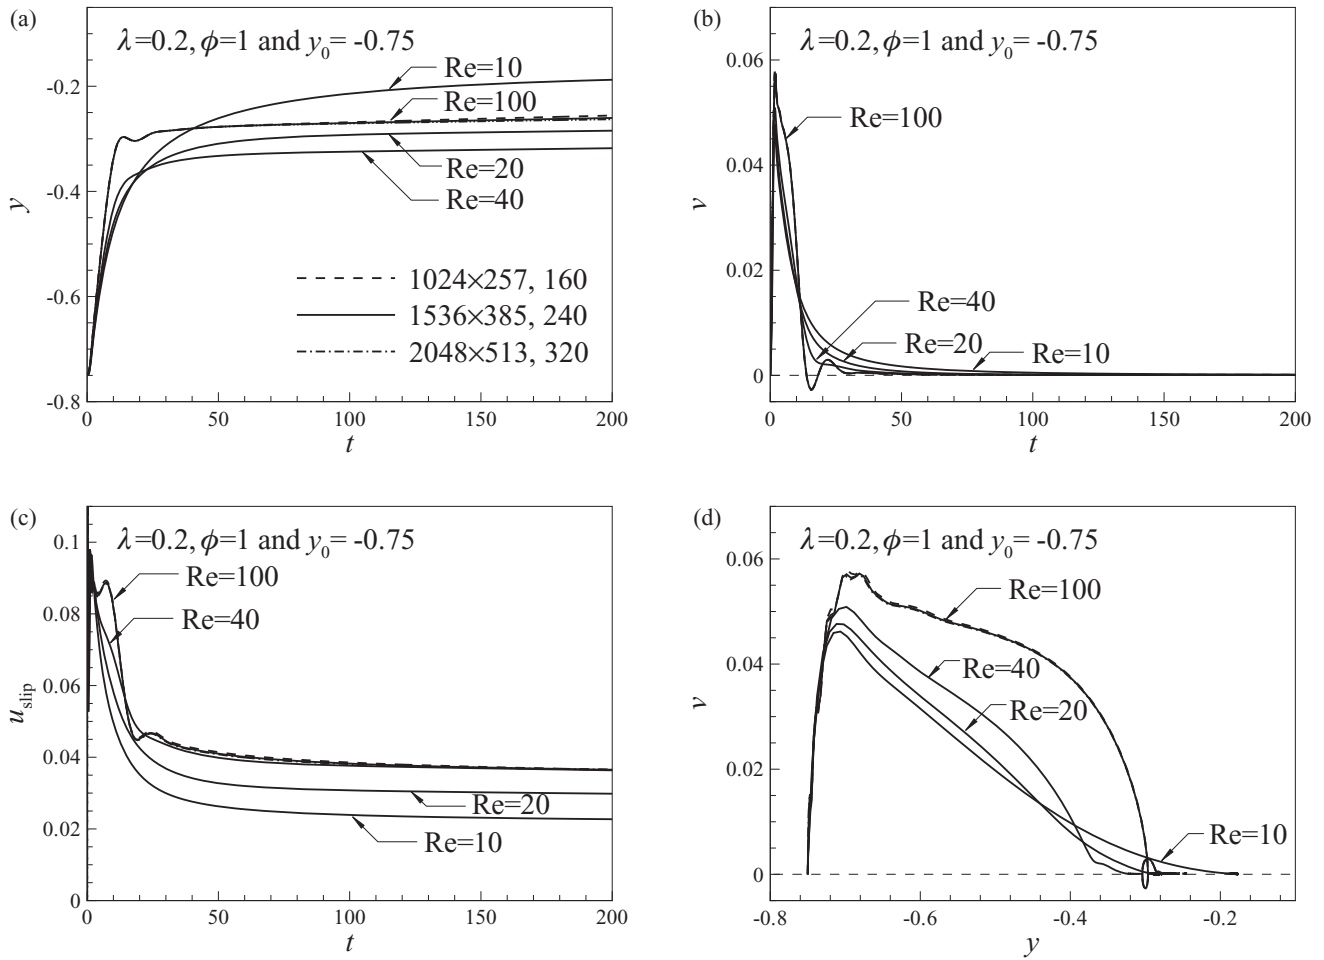 (a)
λ=0.2, ϕ=1 and y0= -0.75
Re=10
Re=100
Re=20
Re=40
1024×257, 160
1536×385, 240
2048×513, 320
y
-0.2
-0.4
-0.6
-0.8
0
50
100
150
200
t
(b)
λ=0.2, ϕ=1 and y0= -0.75
Re=100
Re=40
Re=20
Re=10
v
0.06
0.04
0.02
0
0
50
100
150
200
t
(c)
λ=0.2, ϕ=1 and y0= -0.75
Re=100
Re=40
Re=20
Re=10
uslip
0.1
0.08
0.06
0.04
0.02
0
0
50
100
150
200
t
(d)
λ=0.2, ϕ=1 and y0= -0.75
Re=100
Re=40
Re=20
Re=10
v
0.06
0.04
0.02
0
-0.8
-0.6
-0.4
-0.2
y